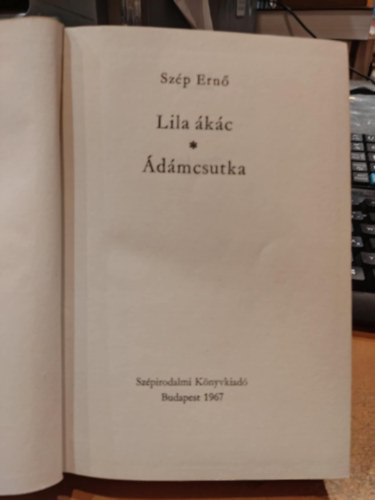 Szép Ernő
Lila ákác
*
Ádámcsutka
Szépirodalmi Könyvkiadó
Budapest 1967